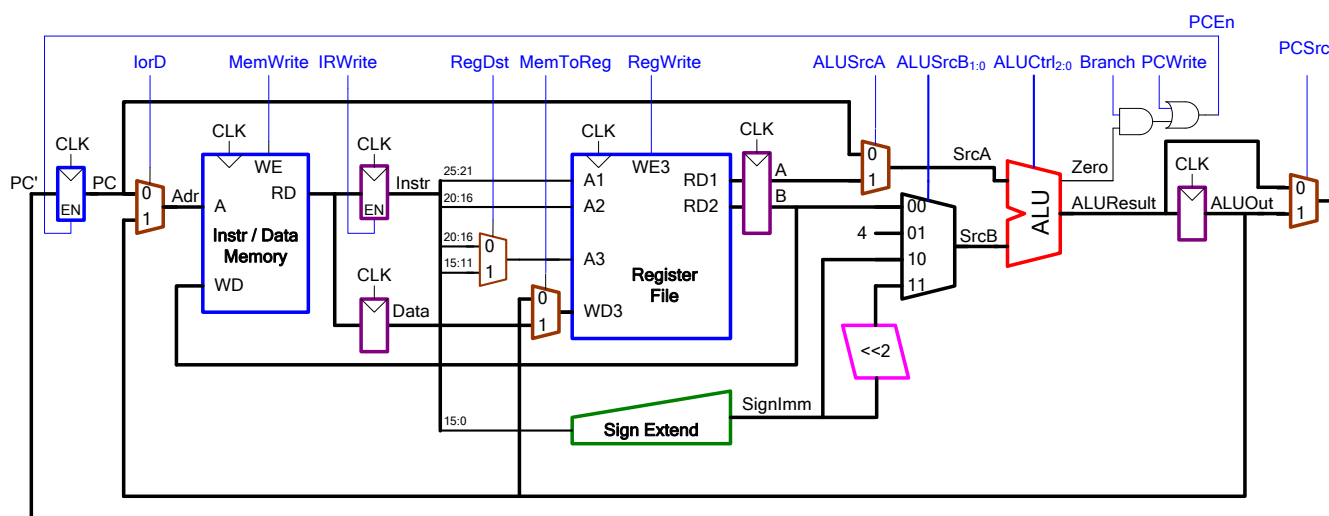 PCEn
IorD MemWrite IRWrite RegDst MemToReg RegWrite ALUSrcA ALUSrcB1:0 ALUCtrl2:0 Branch PCWrite PCSrc
CLK CLK CLK CLK CLK
PC' PC EN
0 1 Adr
WE A RD
Instr / Data
Memory
WD
EN Instr
CLK
Data
25:21
20:16
20:16 0
15:11 1
0
1
A1 WE3
A2 RD1
RD2
A3
Register
File
WD3
A
B
0
1
SrcA
00
4 01
10
11
SrcB
<<2
ALU
Zero
ALUResult
CLK
ALUOut
0
1
15:0
Sign Extend
SignImm